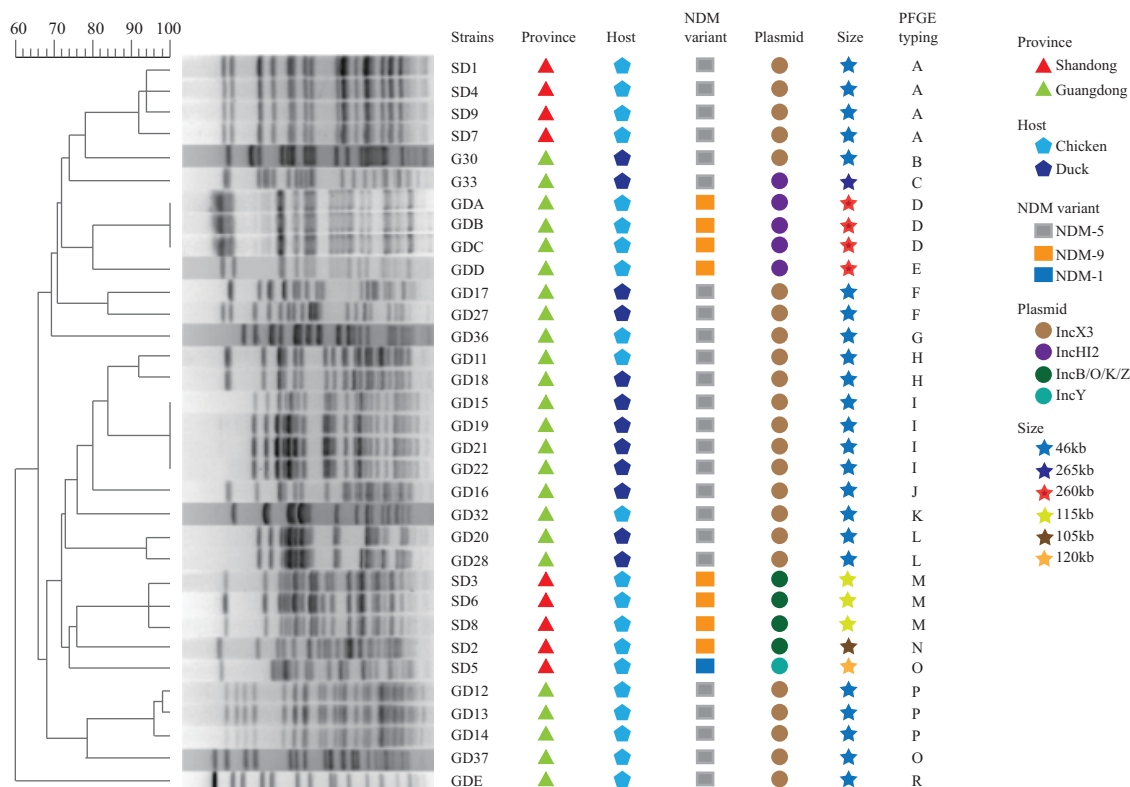 60 80 90 100
Strains Province Host NDM variant Plasmid Size PFGE typing
SD1 A
SD4 A
SD9 A
SD7 A
G30 B
G33 C
GDA D
GDB D
GDC D
GDD E
GD17 F
GD27 F
GD36 G
GD11 H
GD18 H
GD15 I
GD19 I
GD21 I
GD22 I
GD16 J
GD32 K
GD20 L
GD28 L
SD3 M
SD6 M
SD8 M
SD2 N
SD5 O
GD12 P
GD13 P
GD14 P
GD37 O
GDE R
Province
Shandong
Guangdong
Host
Chicken
Duck
NDM variant
NDM-5
NDM-9
NDM-1
Plasmid
IncX3
IncHI2
IncB/O/K/Z
IncY
Size
46kb
265kb
260kb
115kb
105kb
120kb